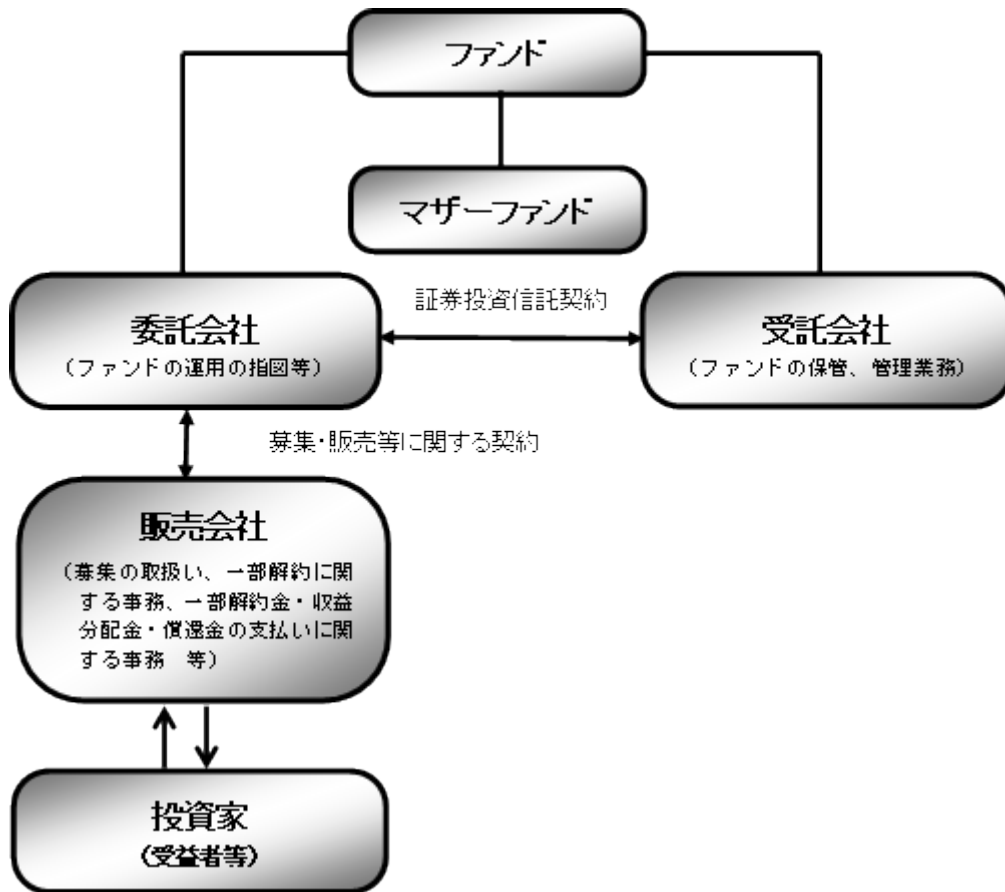 ファンド
マザーファンド
証券投資信託契約
委託会社
（ファンドの運用の指図等）
受託会社
（ファンドの保管、管理業務）
募集・販売等に関する契約
販売会社
（募集の取扱い、一部解約に関
する事務、一部解約金・収益
分配金・償還金の支払いに関
する事務　等）
投資家
（受益者等）